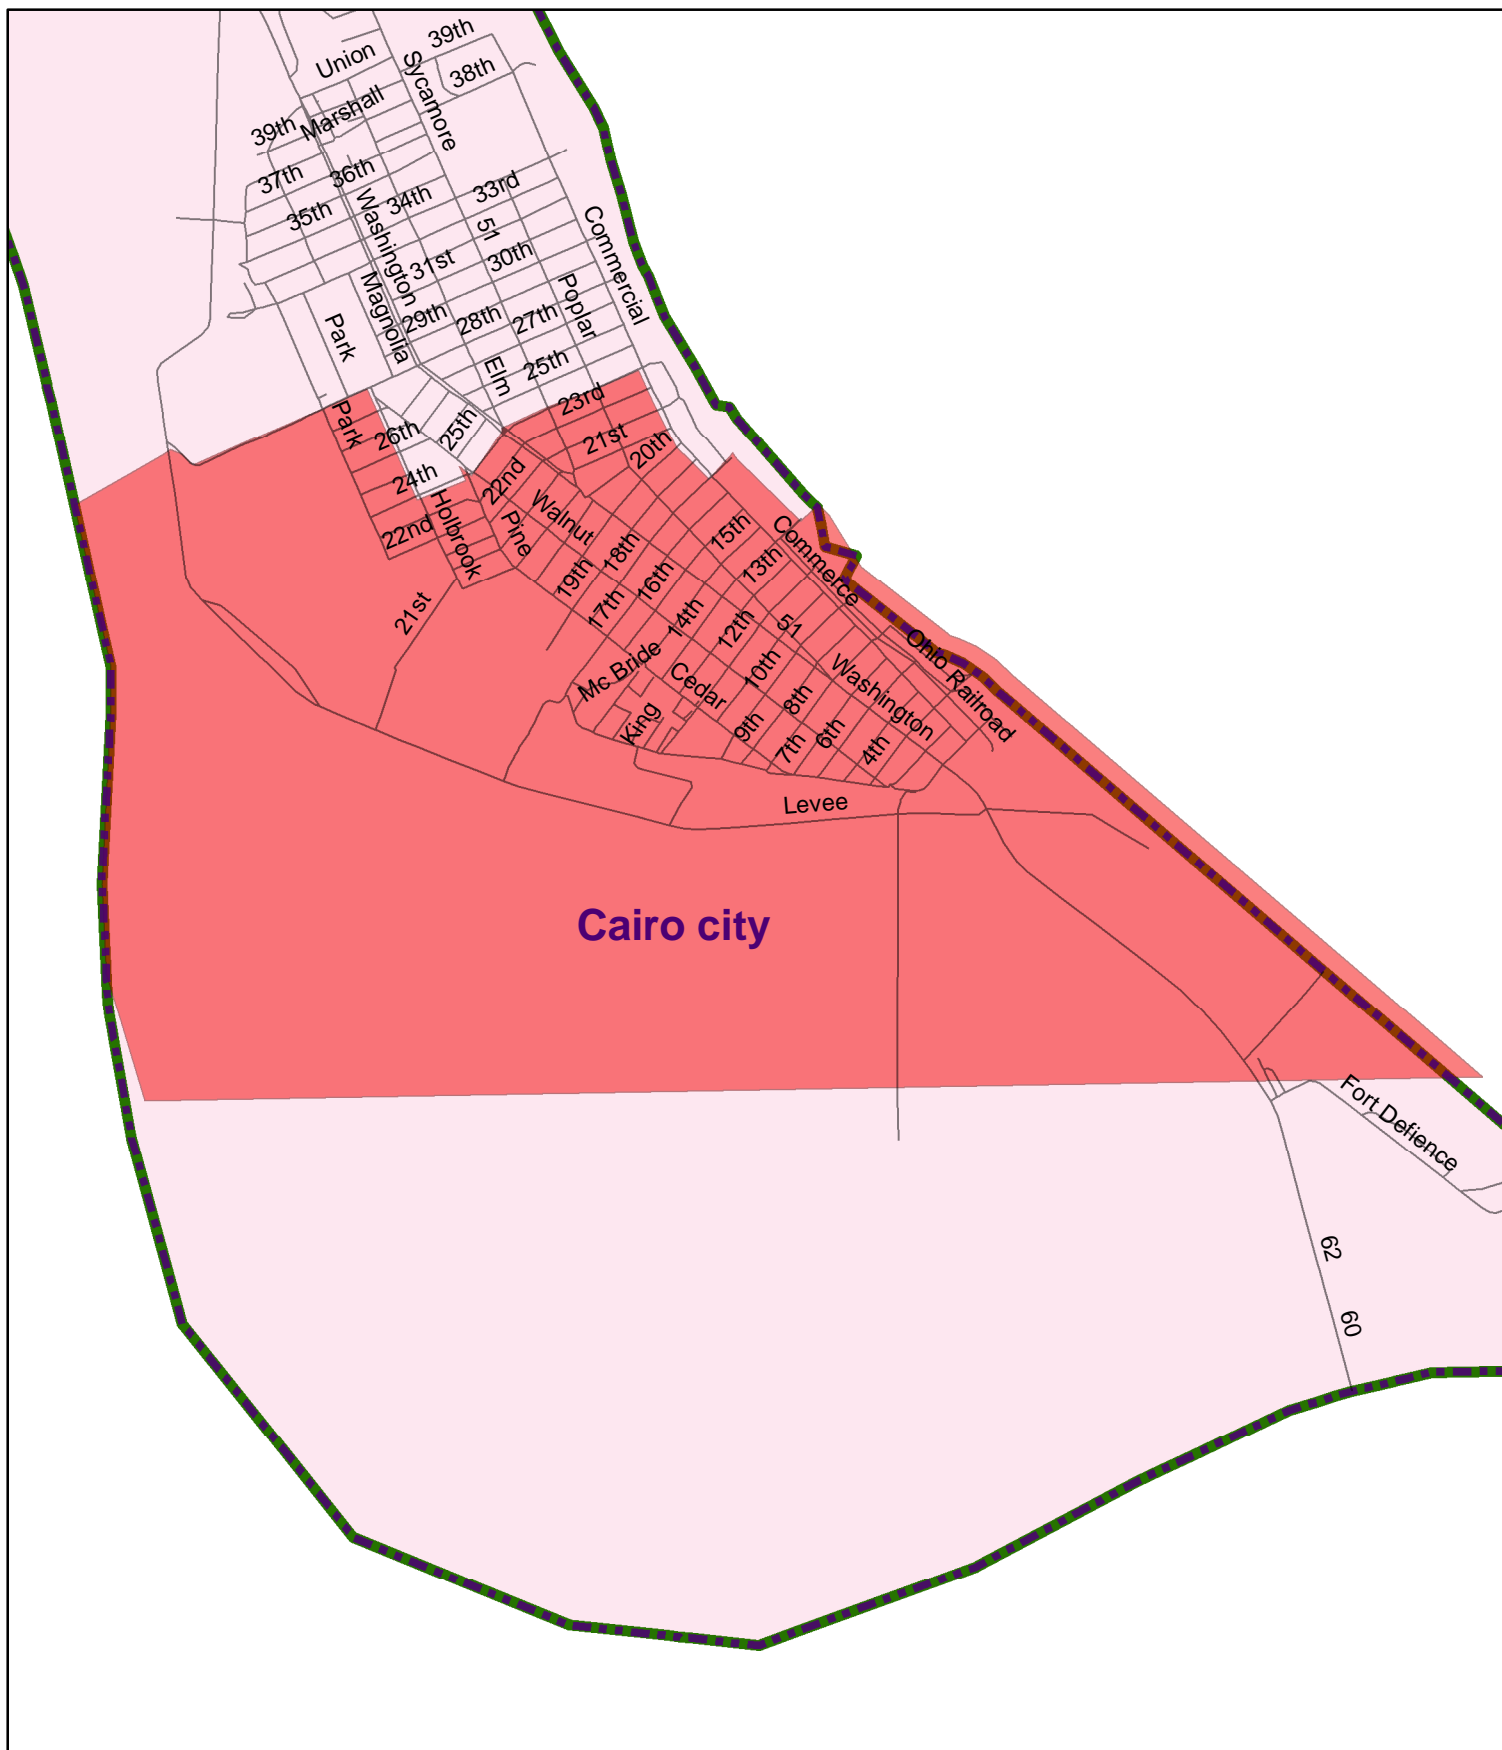 39th
Union
Sycamore
38th
Marshall
39th
36th
37th
34th
33rd
35th
Washington
51
Commercial
30th
31st
Magnolia
Poplar
29th
28th
27th
Park
Elm
25th
23rd
Park
26th
25th
21st
20th
24th
22nd
Holbrook
Walnut
22nd
Pine
15th
Commerce
18th
13th
19th
16th
17th
21st
14th
12th
51
Ohio Railroad
Mc Bride
10th
Washington
Cedar
8th
King
9th
6th
7th
4th
Levee
Cairo city
Fort Defience
62
60